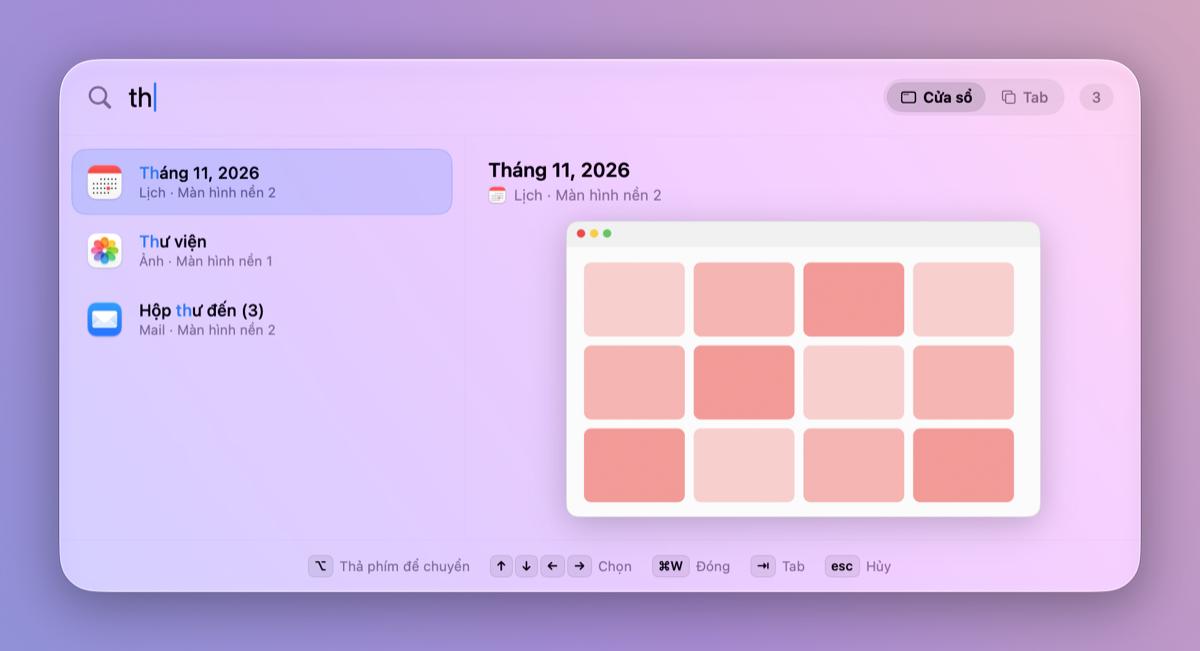 th
Cửa sổ
Tab
3
Tháng 11, 2026
Lịch · Màn hình nền 2
Thư viện
Ảnh · Màn hình nền 1
Hộp thư đến (3)
Mail · Màn hình nền 2
Tháng 11, 2026
Lịch · Màn hình nền 2
⌥ Thả phím để chuyển ↑ ↓ ← → Chọn ⌘W Đóng ⇥ Tab esc Hủy